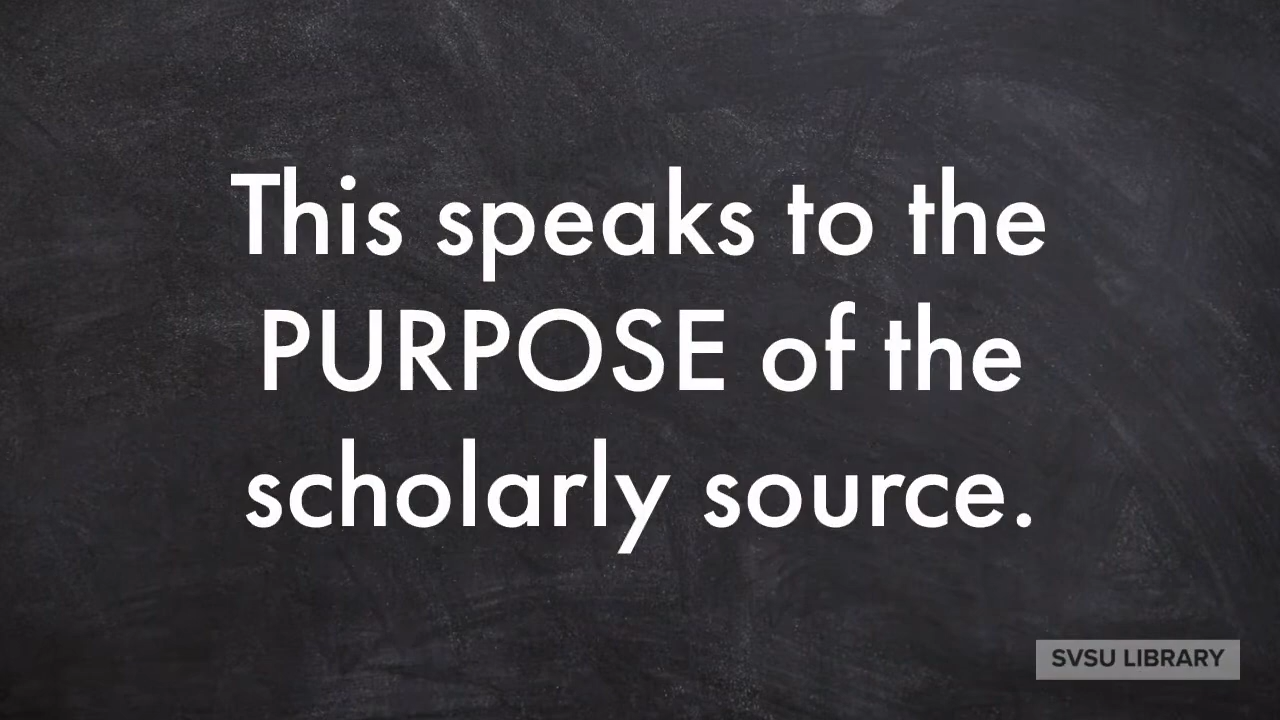 This speaks to the
PURPOSE of the
scholarly source.
SVSU LIBRARY